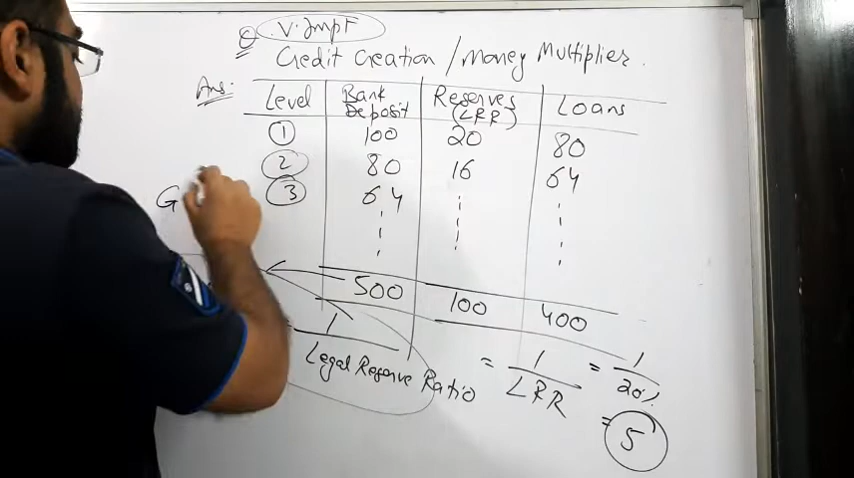 Q V. Impt
Credit Creation / Money Multiplier.
Ans.
Level Bank Deposit Reserves (LRR) Loans
1 100 20 80
2 80 16 64
3 64
G
500 100 400
= 1 / Legal Reserve Ratio = 1 / LRR = 1 / 20%
= 5